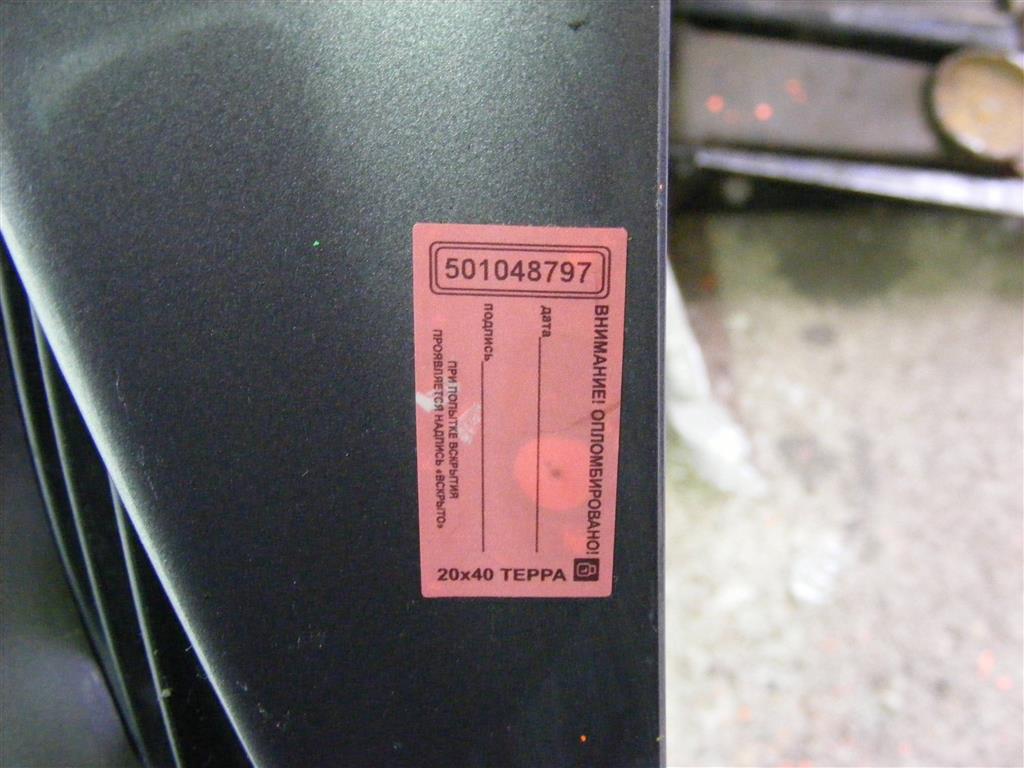 501048797
ВНИМАНИЕ! ОПЛОМБИРОВАНО!
дата
подпись
ПРИ ПОПЫТКЕ ВСКРЫТИЯ
ПРОЯВЛЯЕТСЯ НАДПИСЬ «ВСКРЫТО»
20x40 ТЕРРА